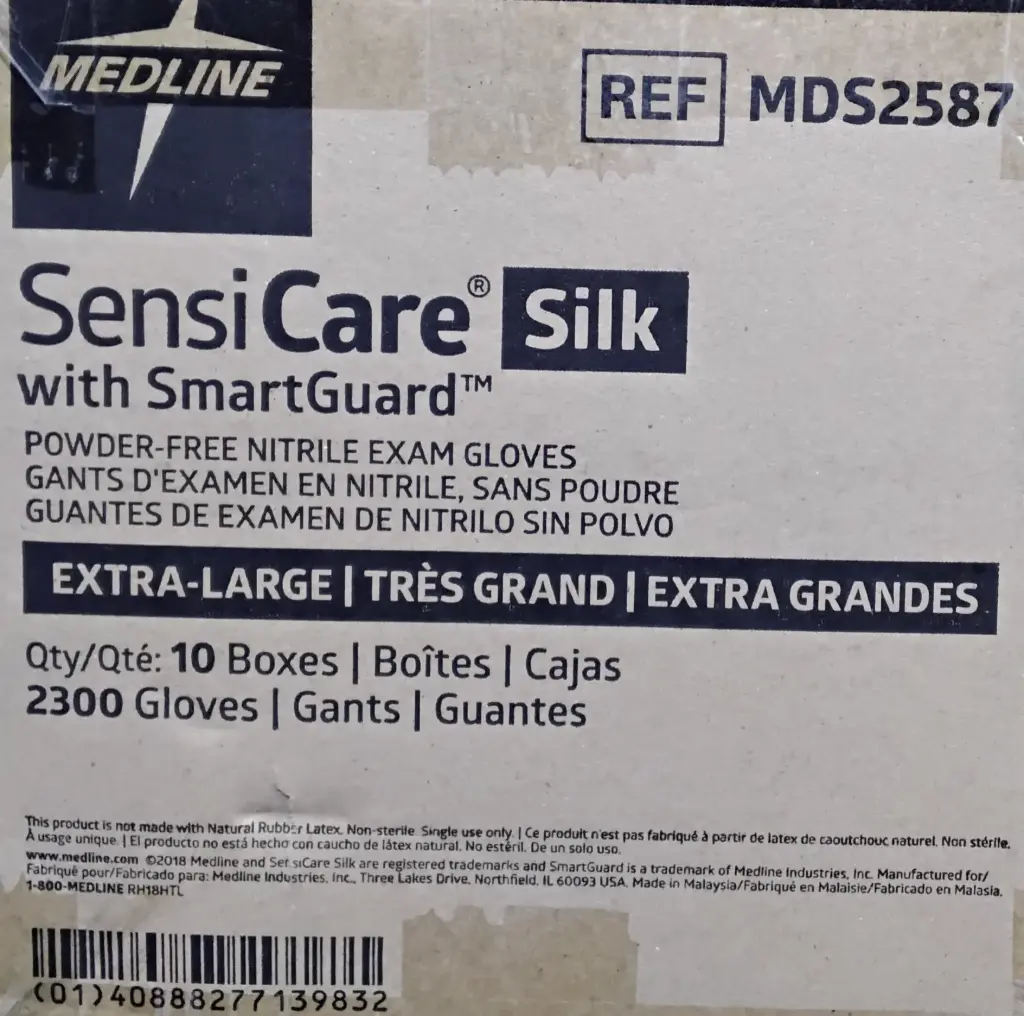 MEDLINE
REF MDS2587
SensiCare® Silk
with SmartGuard™
POWDER-FREE NITRILE EXAM GLOVES
GANTS D'EXAMEN EN NITRILE, SANS POUDRE
GUANTES DE EXAMEN DE NITRILO SIN POLVO
EXTRA-LARGE | TRÈS GRAND | EXTRA GRANDES
Qty/Qté: 10 Boxes | Boîtes | Cajas
2300 Gloves | Gants | Guantes
This product is not made with Natural Rubber Latex. Non-sterile. Single use only. | Ce produit n'est pas fabriqué à partir de latex de caoutchouc naturel. Non stérile.
À usage unique. | El producto no está hecho con caucho de látex natural. No estéril. De un solo uso.
www.medline.com ©2018 Medline and SensiCare Silk are registered trademarks and SmartGuard is a trademark of Medline Industries, Inc. Manufactured for/
Fabriqué pour/Fabricado para: Medline Industries, Inc., Three Lakes Drive, Northfield, IL 60093 USA. Made in Malaysia/Fabriqué en Malaisie/Fabricado en Malasia.
1-800-MEDLINE RH18HTL
(01)40888277139832